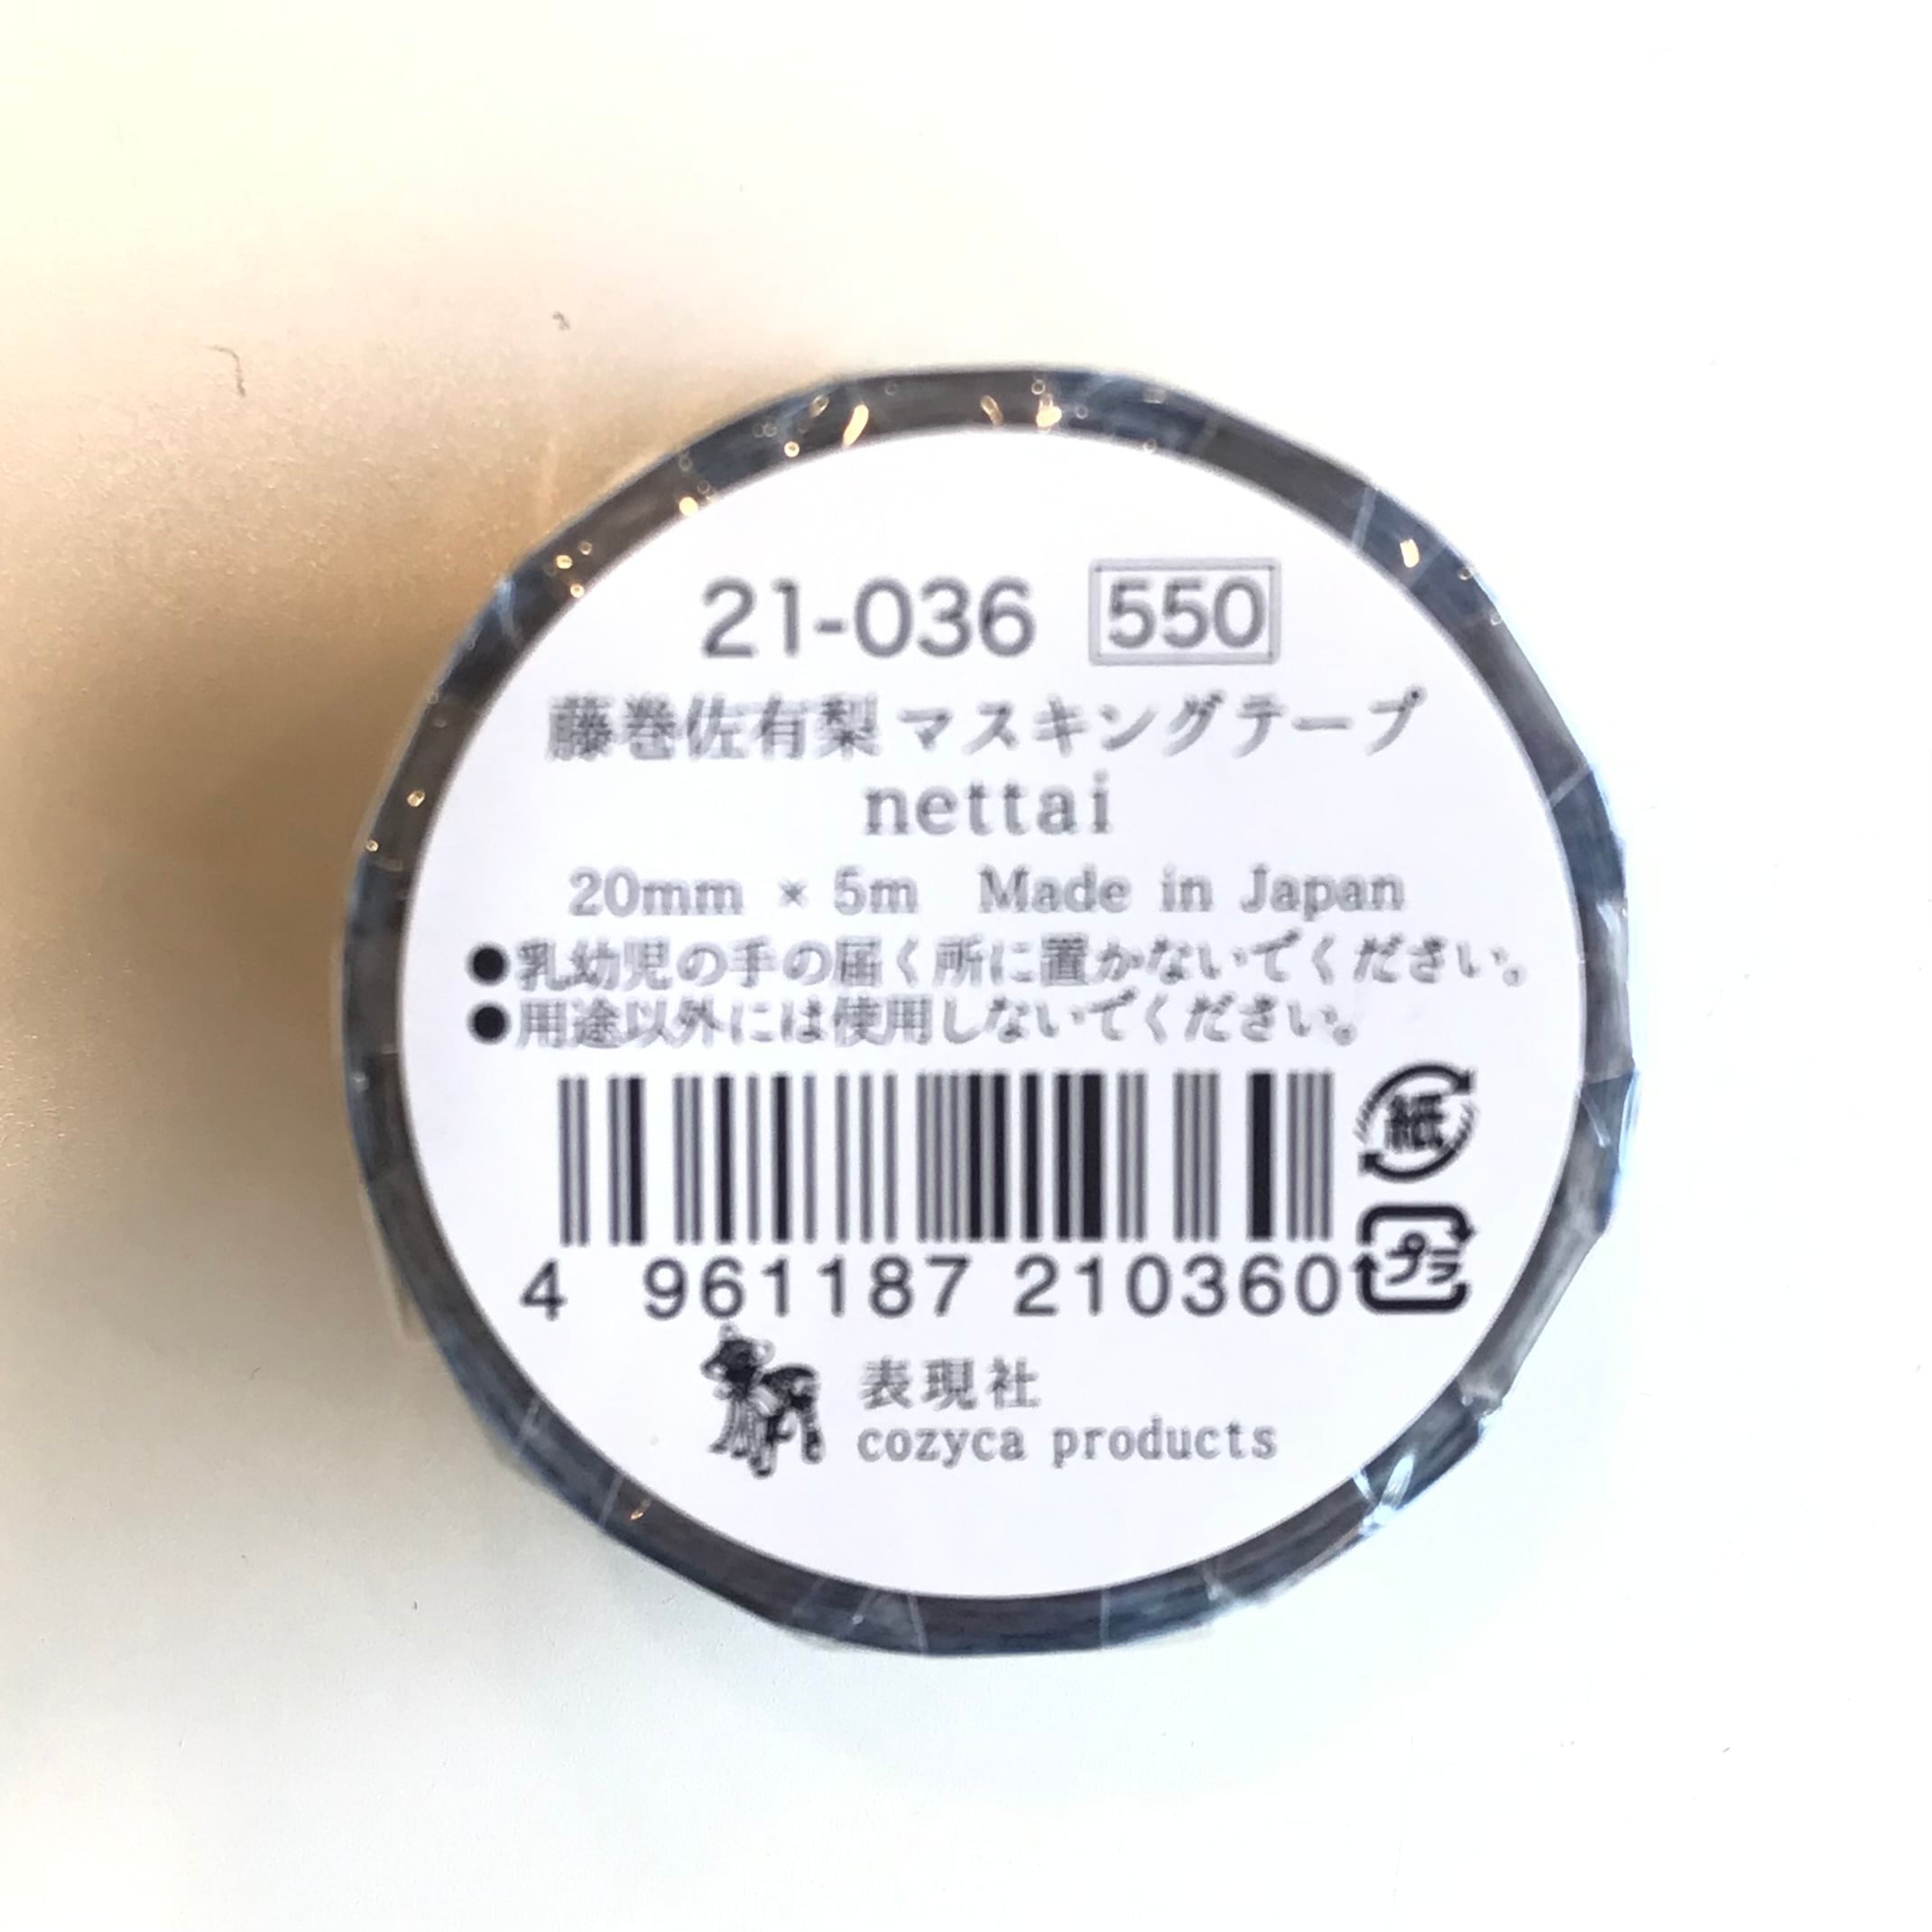 21-036 550
藤巻佐有梨 マスキングテープ
nettai
20mm × 5m Made in Japan
●乳幼児の手の届く所に置かないでください。
●用途以外には使用しないでください。
紙
プラ
4 961187 210360
表現社
cozyca products